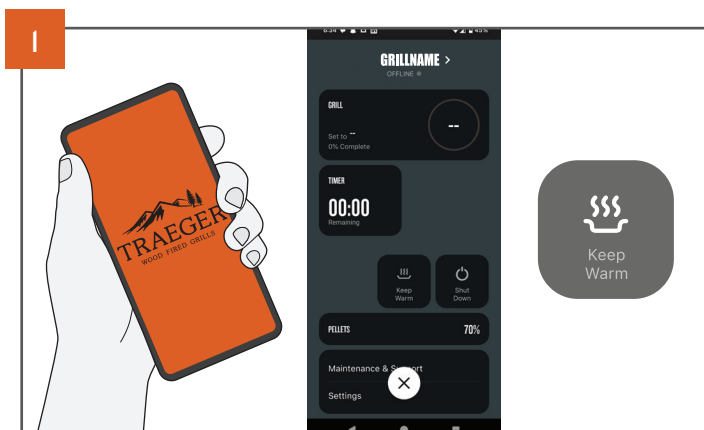 1
TRAEGER
WOOD FIRED GRILLS
GRILLNAME >
OFFLINE
GRILL
Set to --
0% Complete
--
TIMER
00:00
Remaining
Keep
Warm
Shut
Down
PELLETS 70%
Maintenance & Support
Settings
Keep
Warm